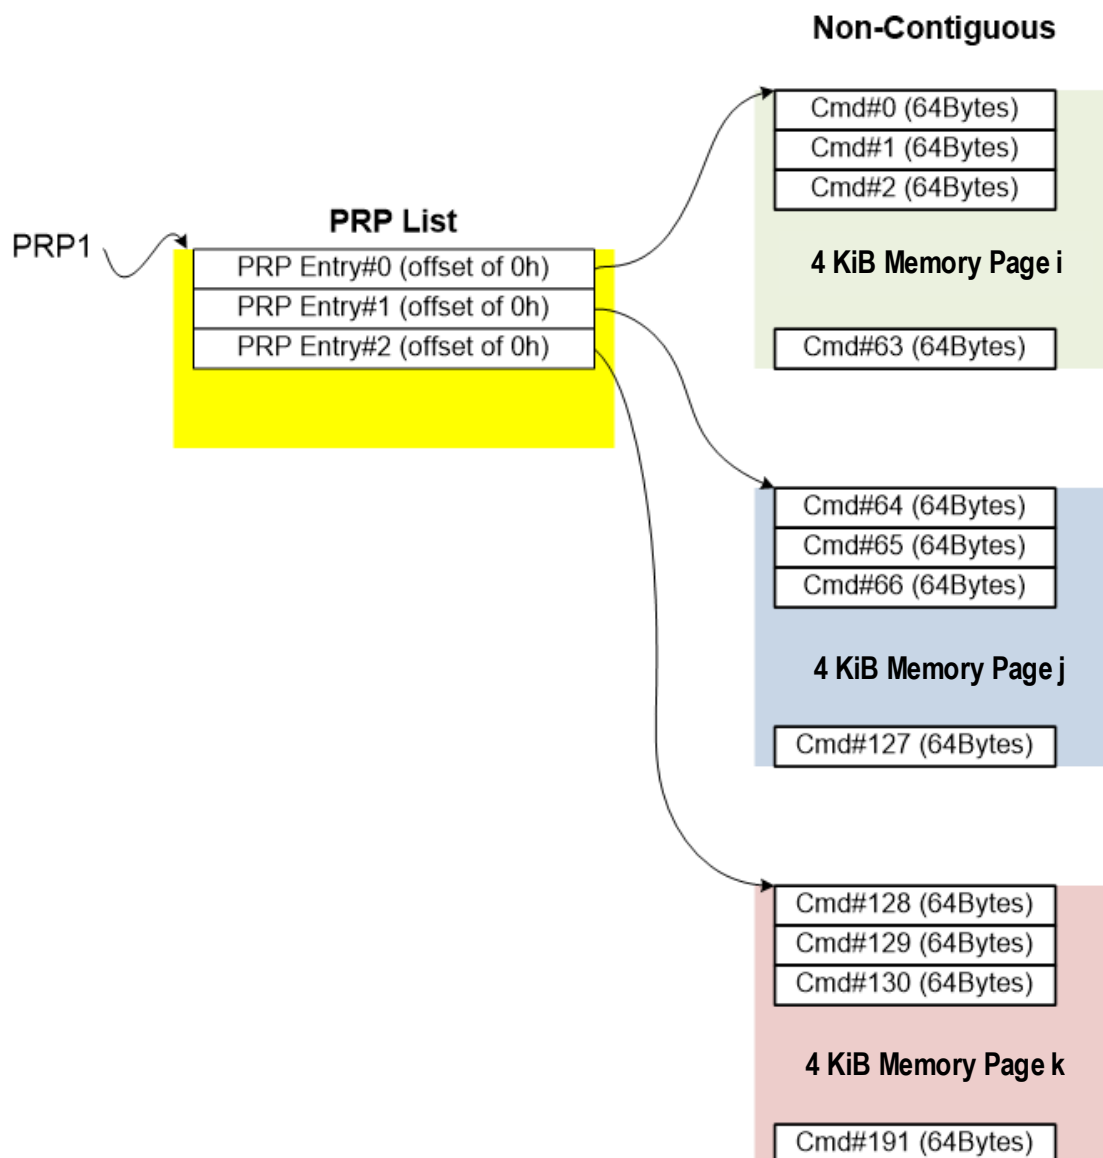 Non-Contiguous
Cmd#0 (64Bytes)
Cmd#1 (64Bytes)
Cmd#2 (64Bytes)
4 KiB Memory Page i
Cmd#63 (64Bytes)
PRP1
PRP List
PRP Entry#0 (offset of 0h)
PRP Entry#1 (offset of 0h)
PRP Entry#2 (offset of 0h)
Cmd#64 (64Bytes)
Cmd#65 (64Bytes)
Cmd#66 (64Bytes)
4 KiB Memory Page j
Cmd#127 (64Bytes)
Cmd#128 (64Bytes)
Cmd#129 (64Bytes)
Cmd#130 (64Bytes)
4 KiB Memory Page k
Cmd#191 (64Bytes)